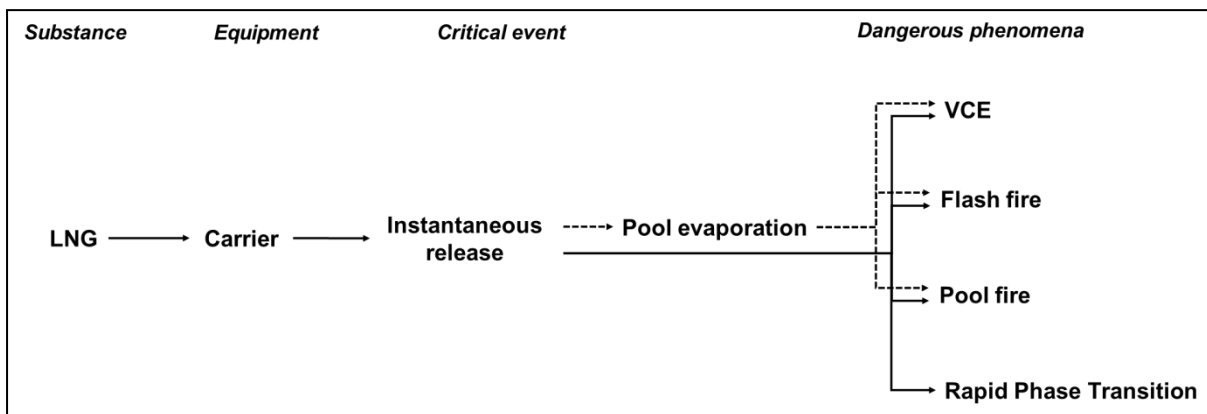 Substance Equipment Critical event Dangerous phenomena
VCE
Flash fire
LNG Carrier Instantaneous release Pool evaporation
Pool fire
Rapid Phase Transition